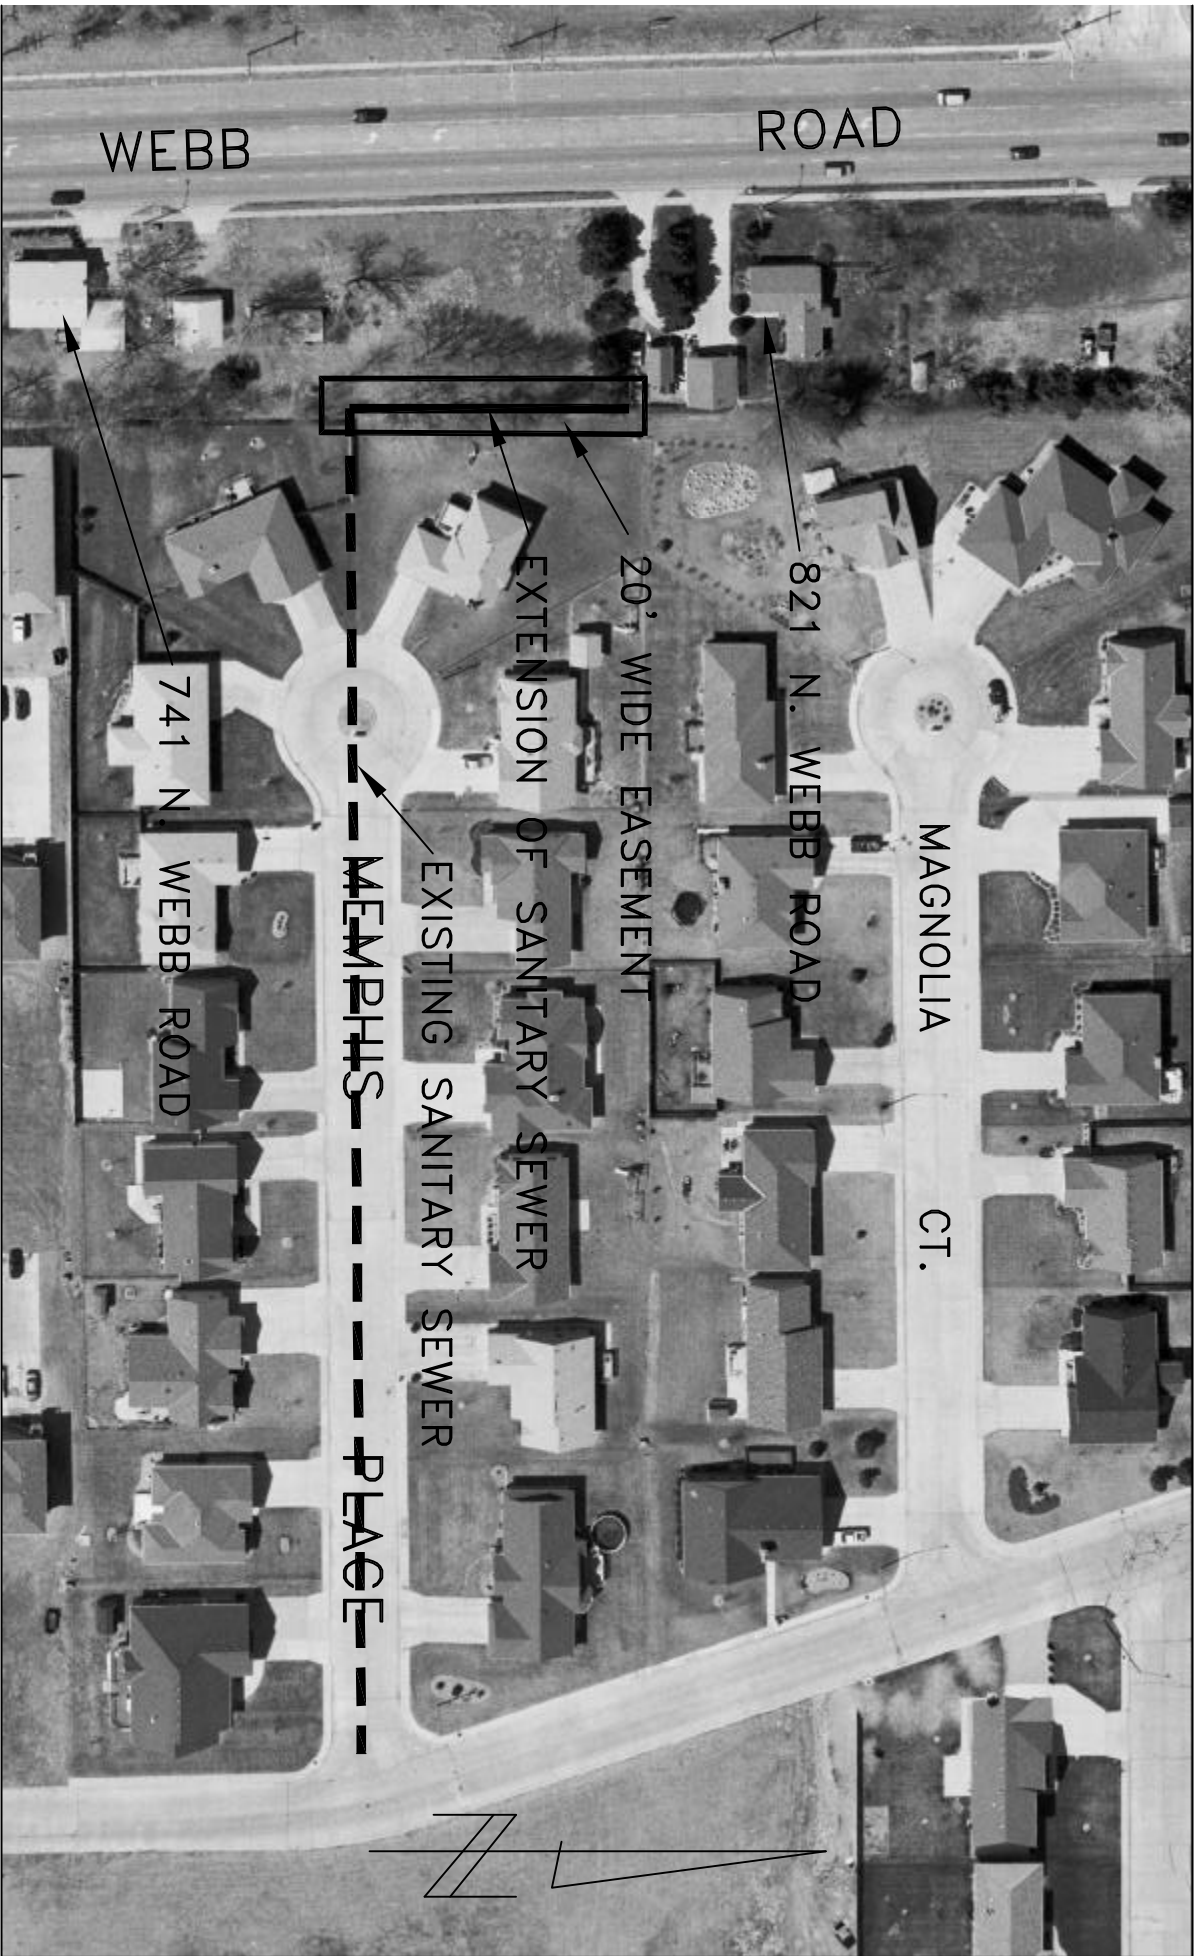 WEBB ROAD
821 N. WEBB ROAD
20' WIDE EASEMENT
EXTENSION OF SANITARY SEWER
741 N. WEBB ROAD
EXISTING SANITARY SEWER
MEMPHIS PLACE
MAGNOLIA CT.
N